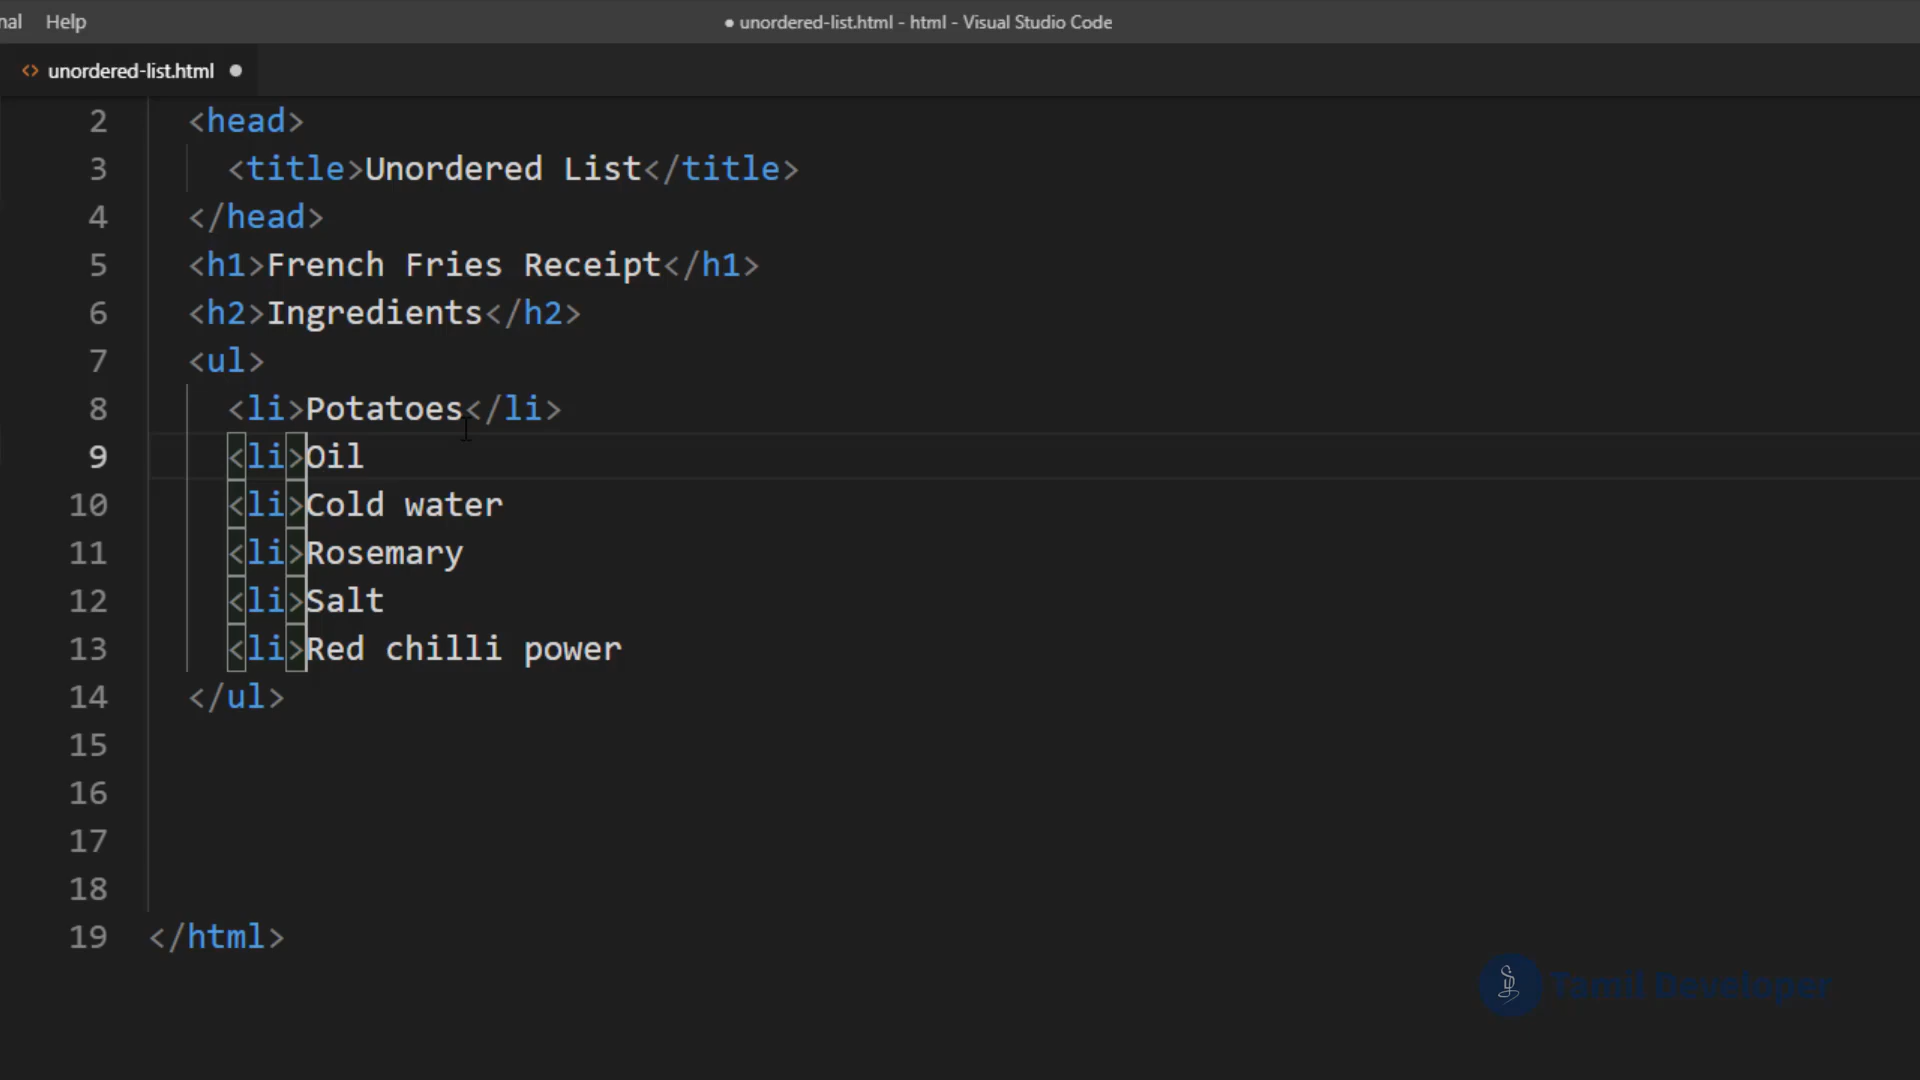 nal Help ● unordered-list.html - html - Visual Studio Code
<> unordered-list.html ●
2 <head>
3 <title>Unordered List</title>
4 </head>
5 <h1>French Fries Receipt</h1>
6 <h2>Ingredients</h2>
7 <ul>
8 <li>Potatoes</li>
9 <li>Oil
10 <li>Cold water
11 <li>Rosemary
12 <li>Salt
13 <li>Red chilli power
14 </ul>
15
16
17
18
19 </html>
Tamil Developer